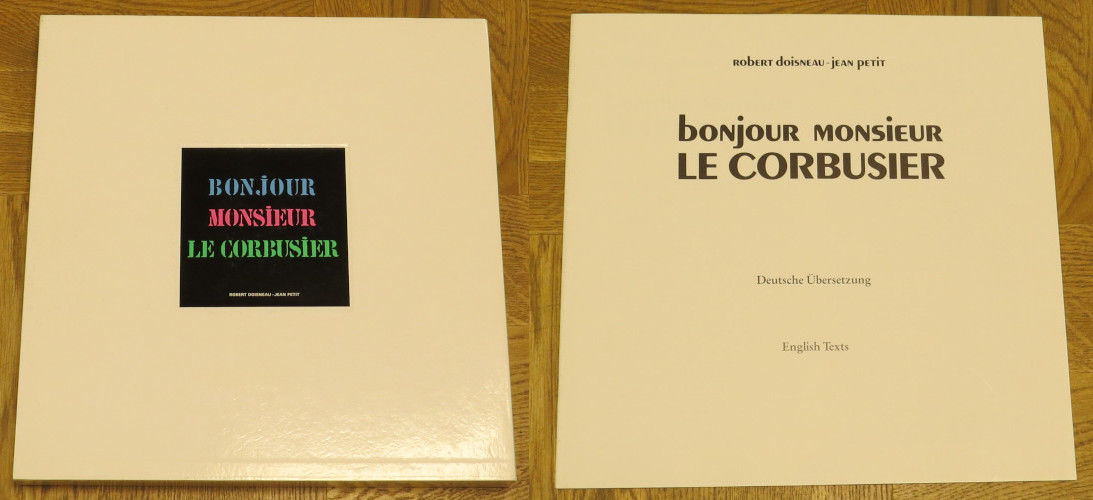 BONJOUR
MONSIEUR
LE CORBUSIER
ROBERT DOISNEAU - JEAN PETIT
robert doisneau - jean petit
bonjour monsieur
LE CORBUSIER
Deutsche Übersetzung
English Texts